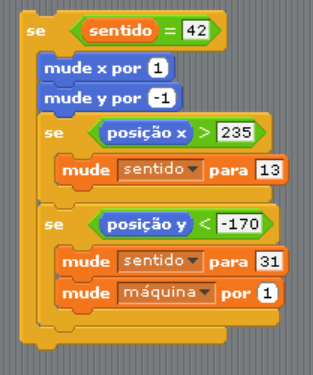 se sentido = 42
mude x por 1
mude y por -1
se posição x > 235
mude sentido para 13
se posição y < -170
mude sentido para 31
mude máquina por 1